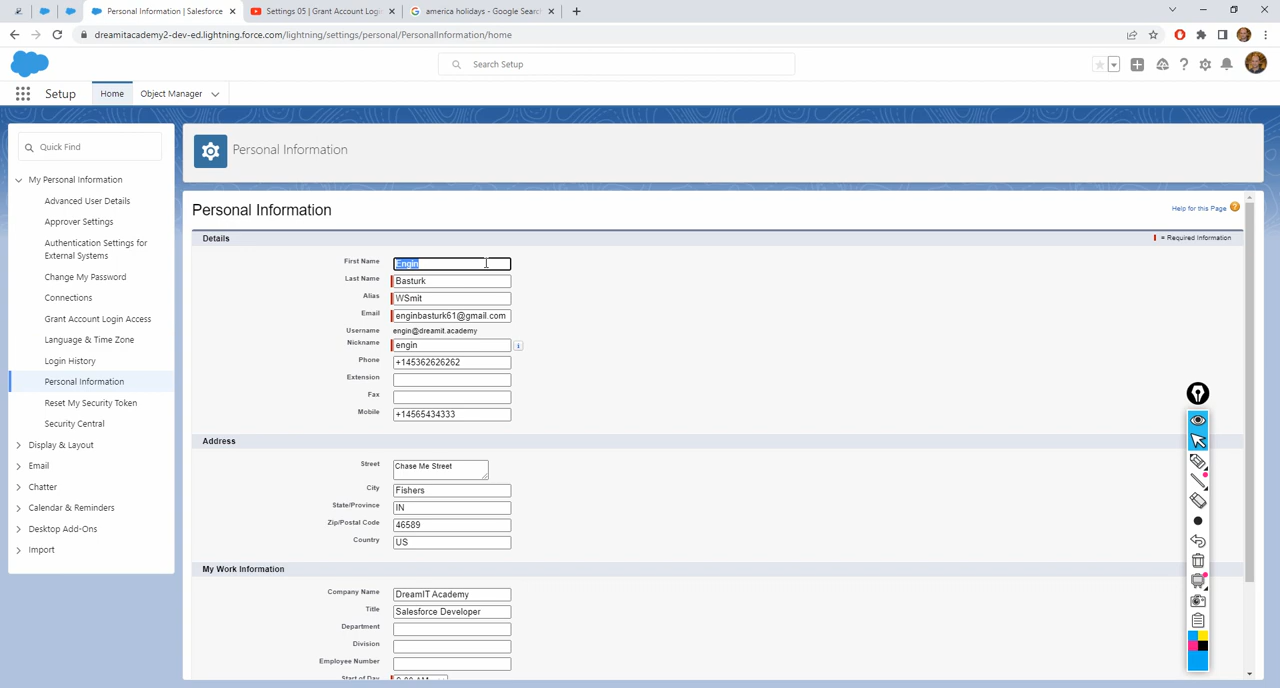 Personal Information | Salesforce
Settings 05 | Grant Account Logi
america holidays - Google Search
dreamitacademy2-dev-ed.lightning.force.com/lightning/settings/personal/PersonalInformation/home
Search Setup
Setup
Home
Object Manager
Quick Find
My Personal Information
Advanced User Details
Approver Settings
Authentication Settings for
External Systems
Change My Password
Connections
Grant Account Login Access
Language & Time Zone
Login History
Personal Information
Reset My Security Token
Security Central
Display & Layout
Email
Chatter
Calendar & Reminders
Desktop Add-Ons
Import
Personal Information
Personal Information
Help for this Page
Details
= Required Information
First Name Engin
Last Name Basturk
Alias WSmit
Email enginbasturk61@gmail.com
Username engin@dreamit.academy
Nickname engin
Phone +145362626262
Extension
Fax
Mobile +14565434333
Address
Street Chase Me Street
City Fishers
State/Province IN
Zip/Postal Code 46589
Country US
My Work Information
Company Name DreamIT Academy
Title Salesforce Developer
Department
Division
Employee Number
Start of Day